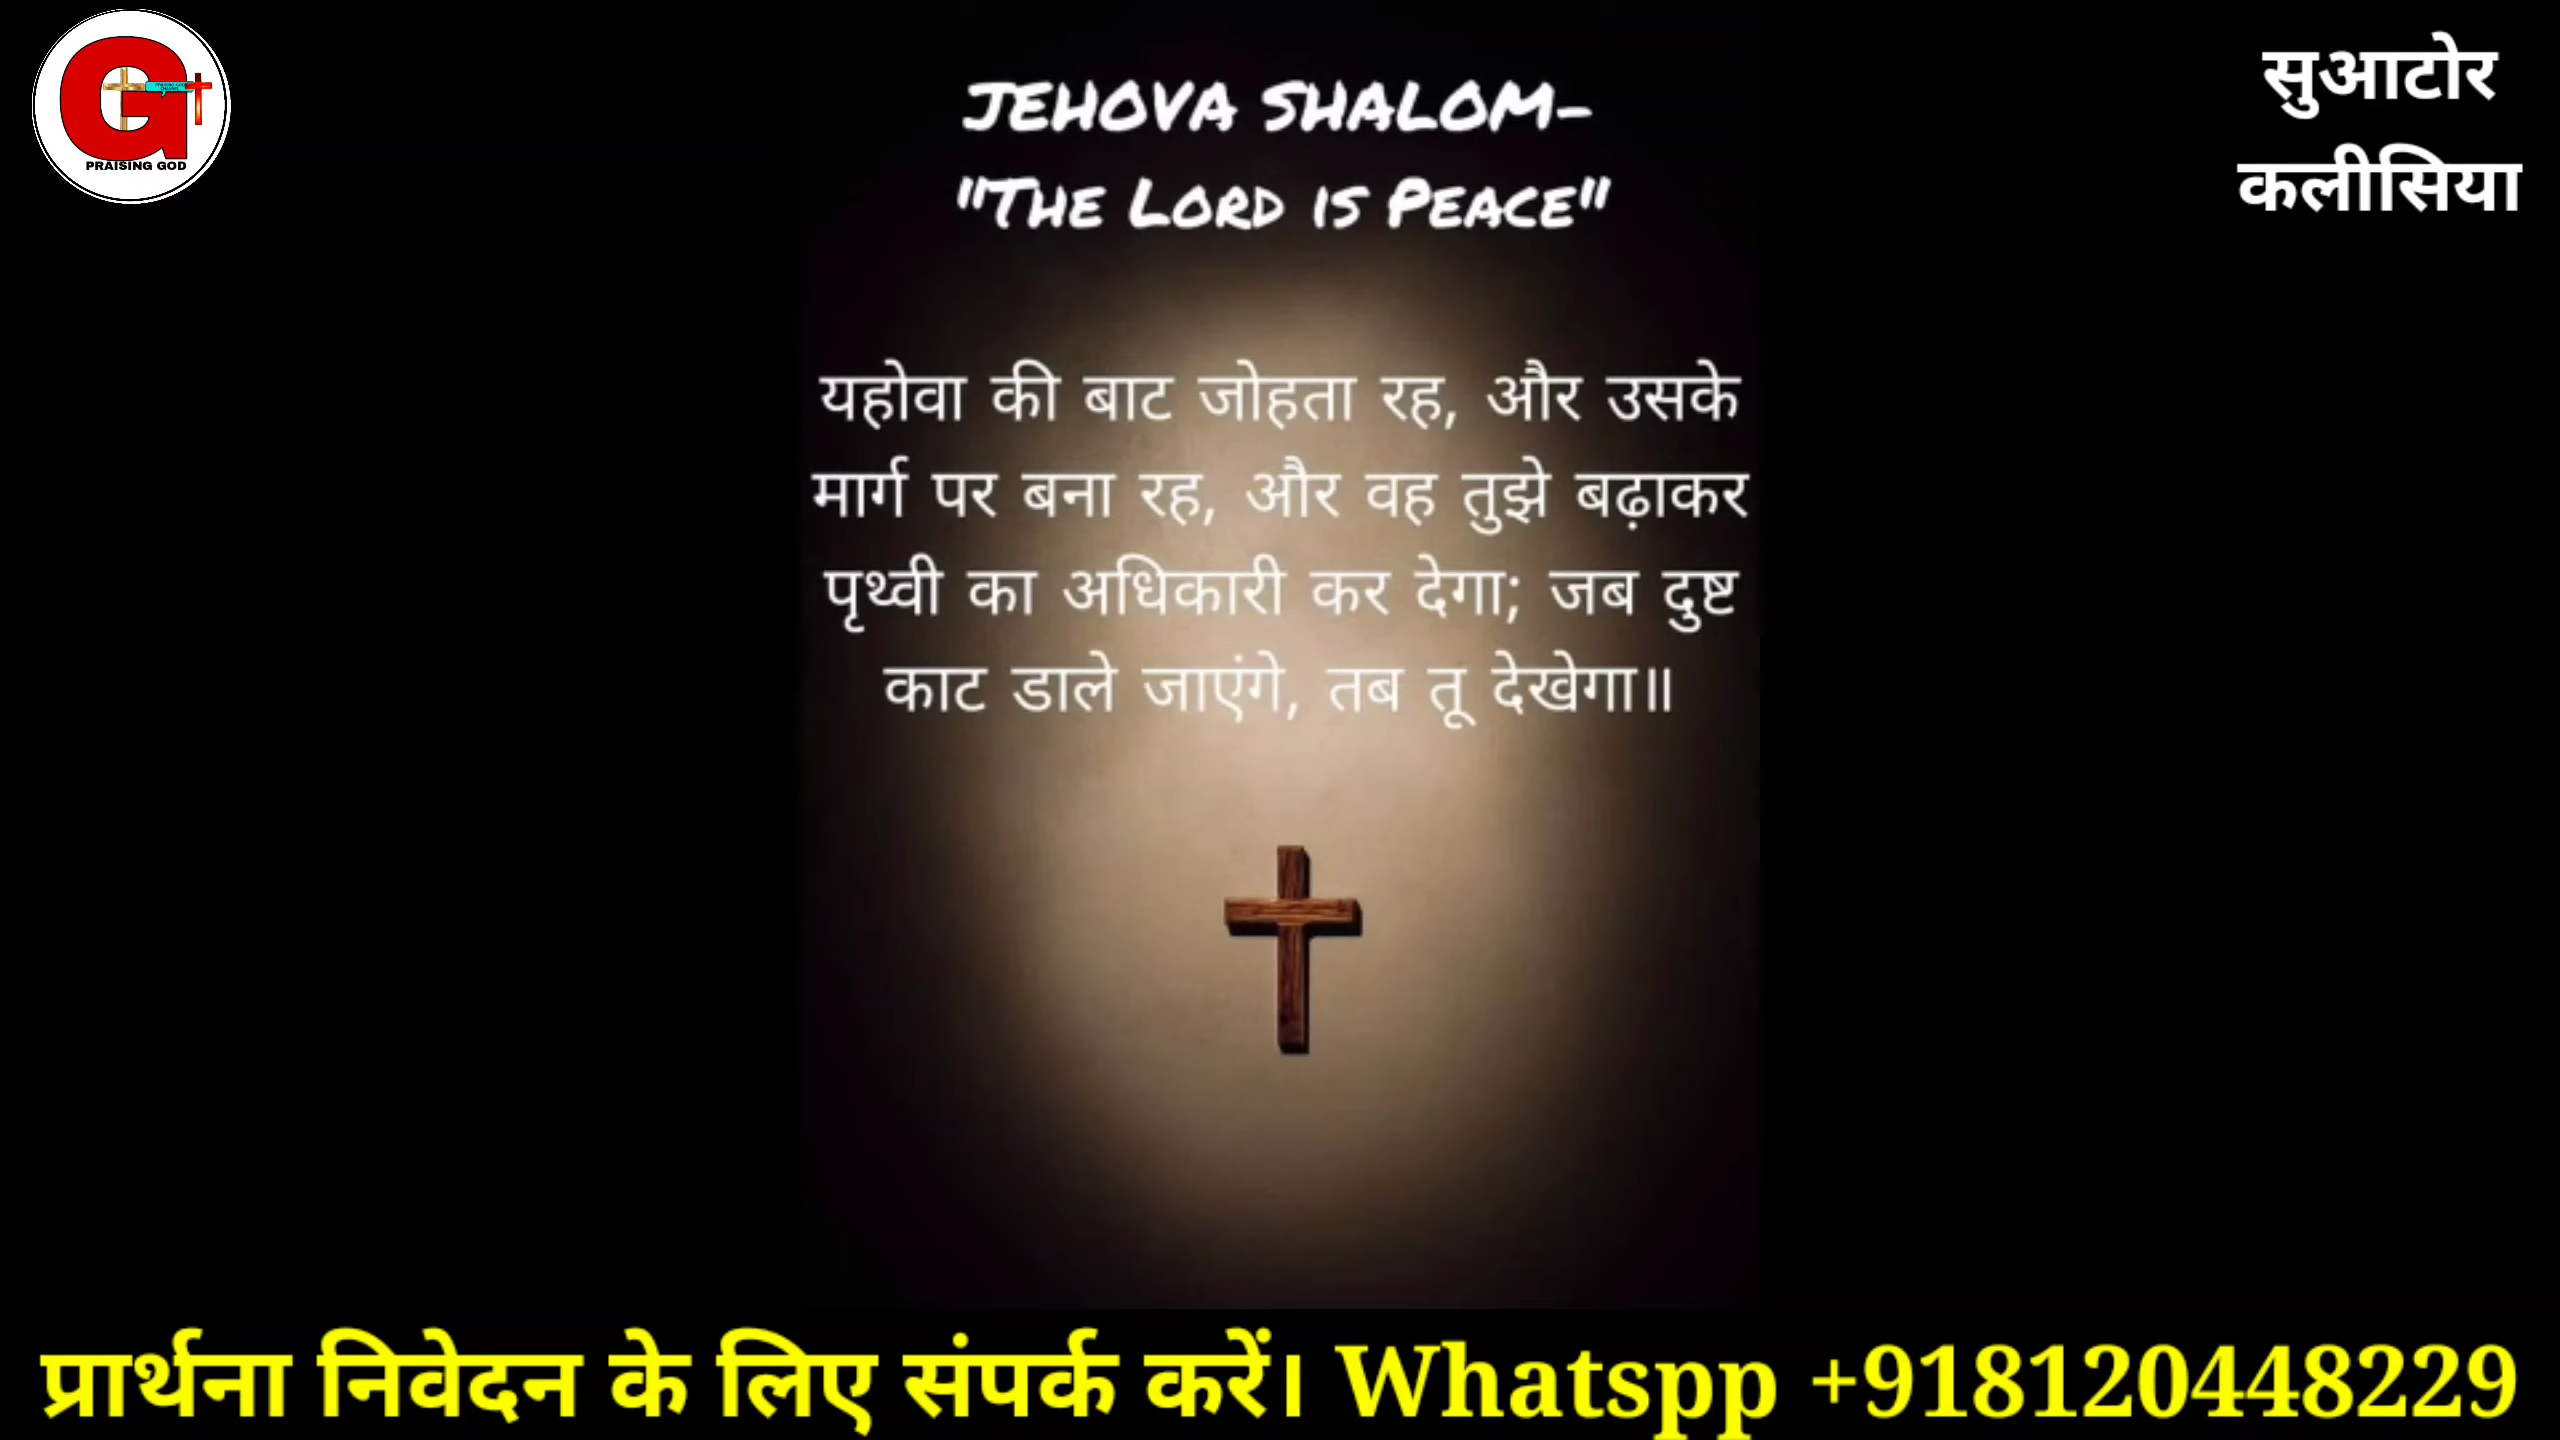 PRAISING GOD
सुआटोर
कलीसिया
JEHOVA SHALOM-
"THE LORD IS PEACE"
यहोवा की बाट जोहता रह, और उसके
मार्ग पर बना रह, और वह तुझे बढ़ाकर
पृथ्वी का अधिकारी कर देगा; जब दुष्ट
काट डाले जाएंगे, तब तू देखेगा॥
प्रार्थना निवेदन के लिए संपर्क करें। Whatspp +918120448229